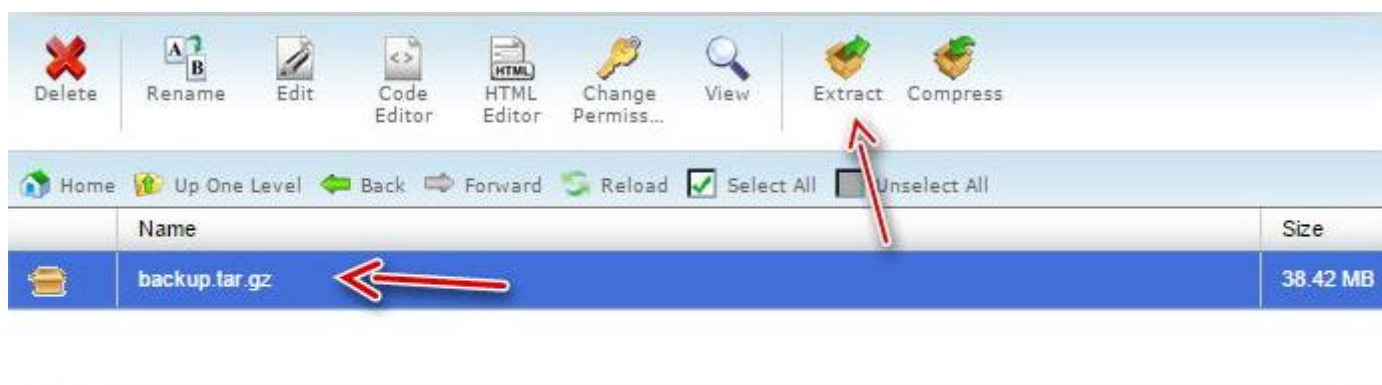 Delete Rename Edit Code Editor HTML Editor Change Permiss... View Extract Compress
Home Up One Level Back Forward Reload Select All Unselect All
Name Size
backup.tar.gz 38.42 MB